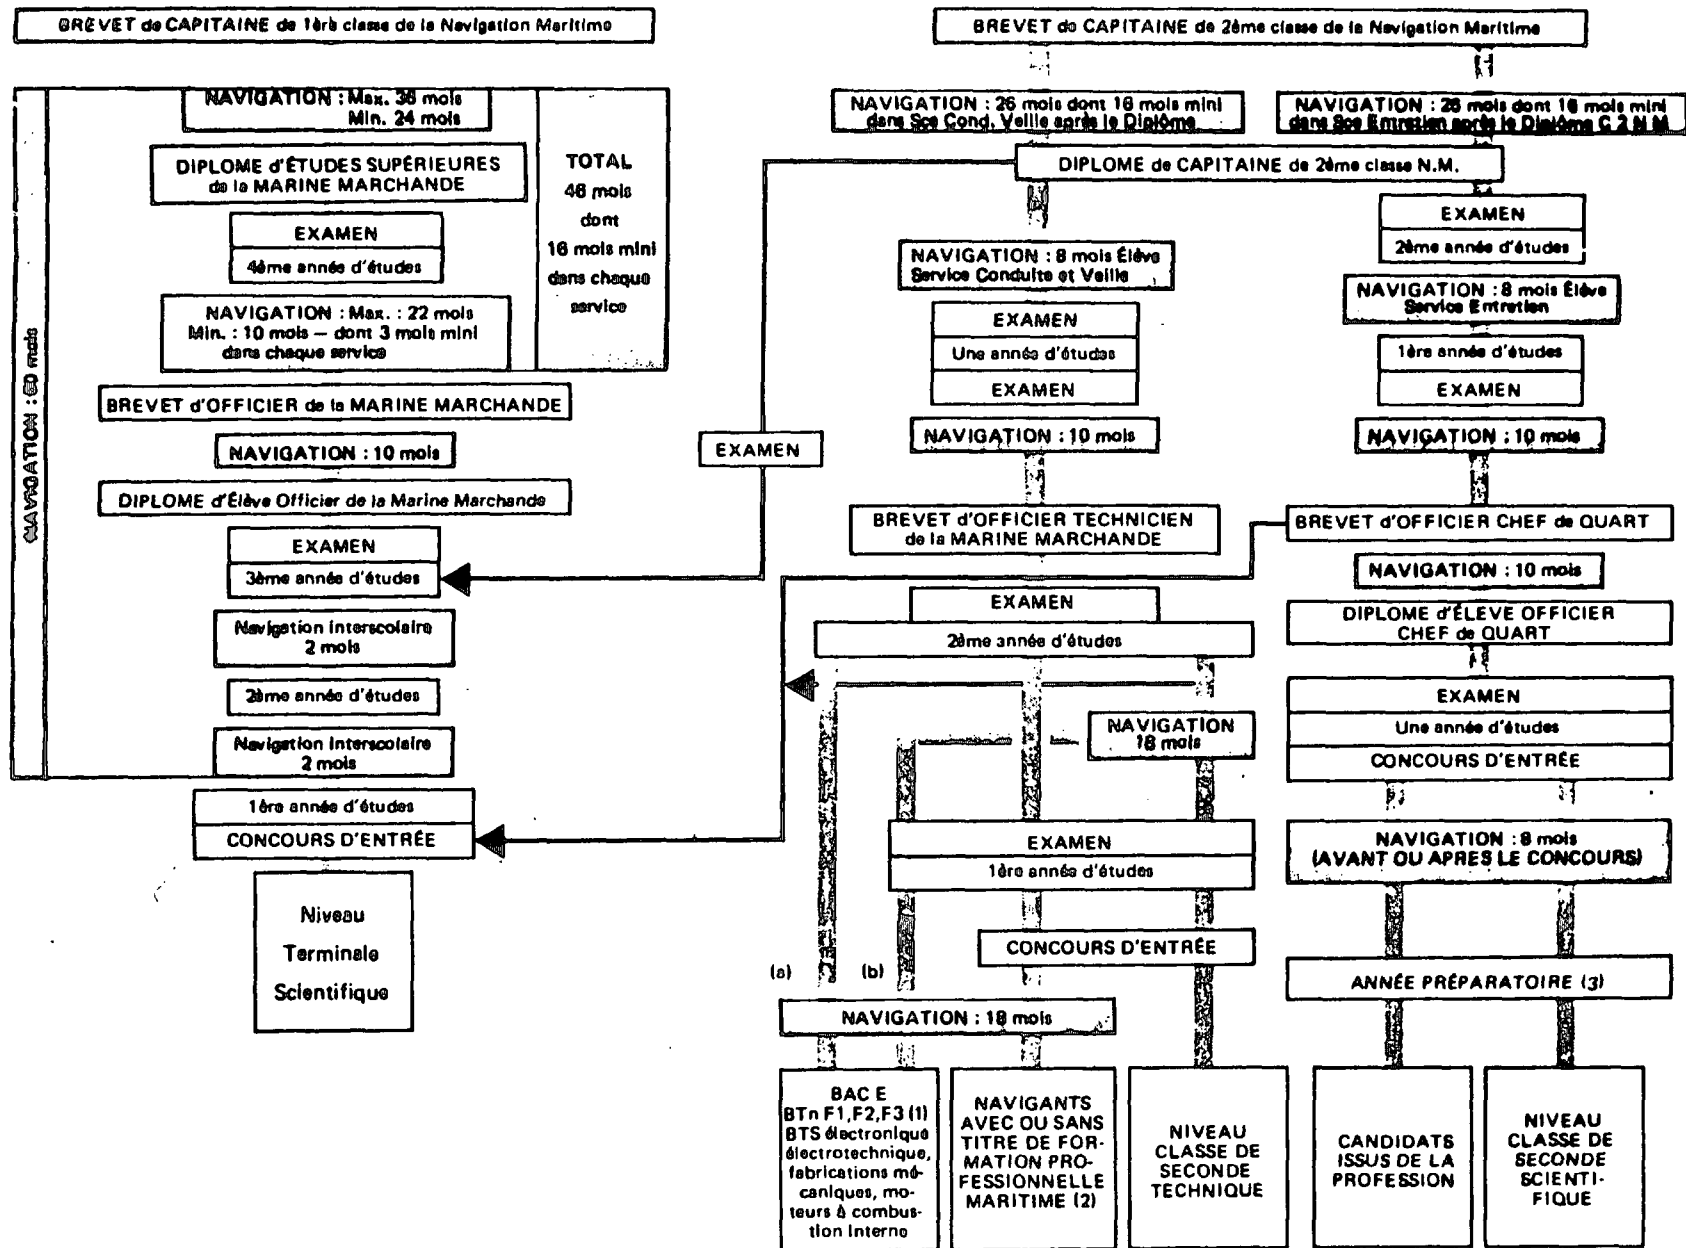 BREVET de CAPITAINE de 1ère classe de la Navigation Maritime
NAVIGATION : 60 mois
NAVIGATION : Max. 36 mois
Min. 24 mois
DIPLOME d'ÉTUDES SUPÉRIEURES
de la MARINE MARCHANDE
EXAMEN
4ème année d'études
NAVIGATION : Max. : 22 mois
Min. : 10 mois — dont 3 mois mini
dans chaque service
TOTAL
46 mois
dont
16 mois mini
dans chaque
service
BREVET d'OFFICIER de la MARINE MARCHANDE
NAVIGATION : 10 mois
DIPLOME d'Élève Officier de la Marine Marchande
EXAMEN
3ème année d'études
Navigation interscolaire
2 mois
2ème année d'études
Navigation interscolaire
2 mois
1ère année d'études
CONCOURS D'ENTRÉE
Niveau
Terminale
Scientifique
EXAMEN
BREVET de CAPITAINE de 2ème classe de la Navigation Maritime
NAVIGATION : 26 mois dont 16 mois mini
dans Sce Cond. Veille après le Diplôme
NAVIGATION : 26 mois dont 16 mois mini
dans Sce Entretien après le Diplôme C 2 N M
DIPLOME de CAPITAINE de 2ème classe N.M.
NAVIGATION : 8 mois Élève
Service Conduite et Veille
EXAMEN
Une année d'études
EXAMEN
NAVIGATION : 10 mois
BREVET d'OFFICIER TECHNICIEN
de la MARINE MARCHANDE
EXAMEN
2ème année d'études
NAVIGATION
18 mois
EXAMEN
1ère année d'études
CONCOURS D'ENTRÉE
(a)
(b)
NAVIGATION : 18 mois
BAC E
BTn F1,F2,F3 (1)
BTS électronique
électrotechnique,
fabrications mé-
caniques, mo-
teurs à combus-
tion interne
NAVIGANTS
AVEC OU SANS
TITRE DE FOR-
MATION PRO-
FESSIONNELLE
MARITIME (2)
NIVEAU
CLASSE DE
SECONDE
TECHNIQUE
EXAMEN
2ème année d'études
NAVIGATION : 8 mois Élève
Service Entretien
1ère année d'études
EXAMEN
NAVIGATION : 10 mois
BREVET d'OFFICIER CHEF de QUART
NAVIGATION : 10 mois
DIPLOME d'ÉLEVE OFFICIER
CHEF de QUART
EXAMEN
Une année d'études
CONCOURS D'ENTRÉE
NAVIGATION : 8 mois
(AVANT OU APRES LE CONCOURS)
ANNÉE PRÉPARATOIRE (3)
CANDIDATS
ISSUS DE LA
PROFESSION
NIVEAU
CLASSE DE
SECONDE
SCIENTI-
FIQUE